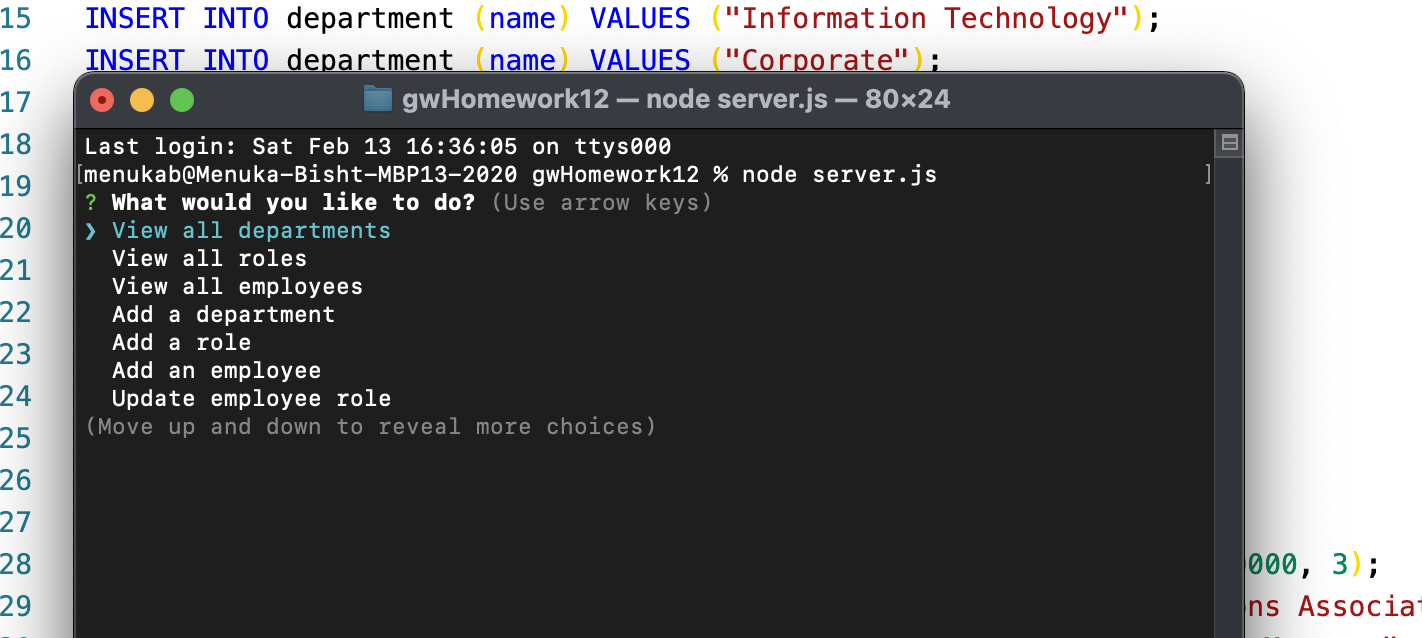 15 INSERT INTO department (name) VALUES ("Information Technology");
16 INSERT INTO department (name) VALUES ("Corporate");
17
gwHomework12 — node server.js — 80×24
18
Last login: Sat Feb 13 16:36:05 on ttys000
[menukab@Menuka-Bisht-MBP13-2020 gwHomework12 % node server.js ]
19
? What would you like to do? (Use arrow keys)
20
❯ View all departments
21
View all roles
View all employees
22
Add a department
23
Add a role
Add an employee
24
Update employee role
25
(Move up and down to reveal more choices)
26
27
28 000, 3);
29 ns Associat